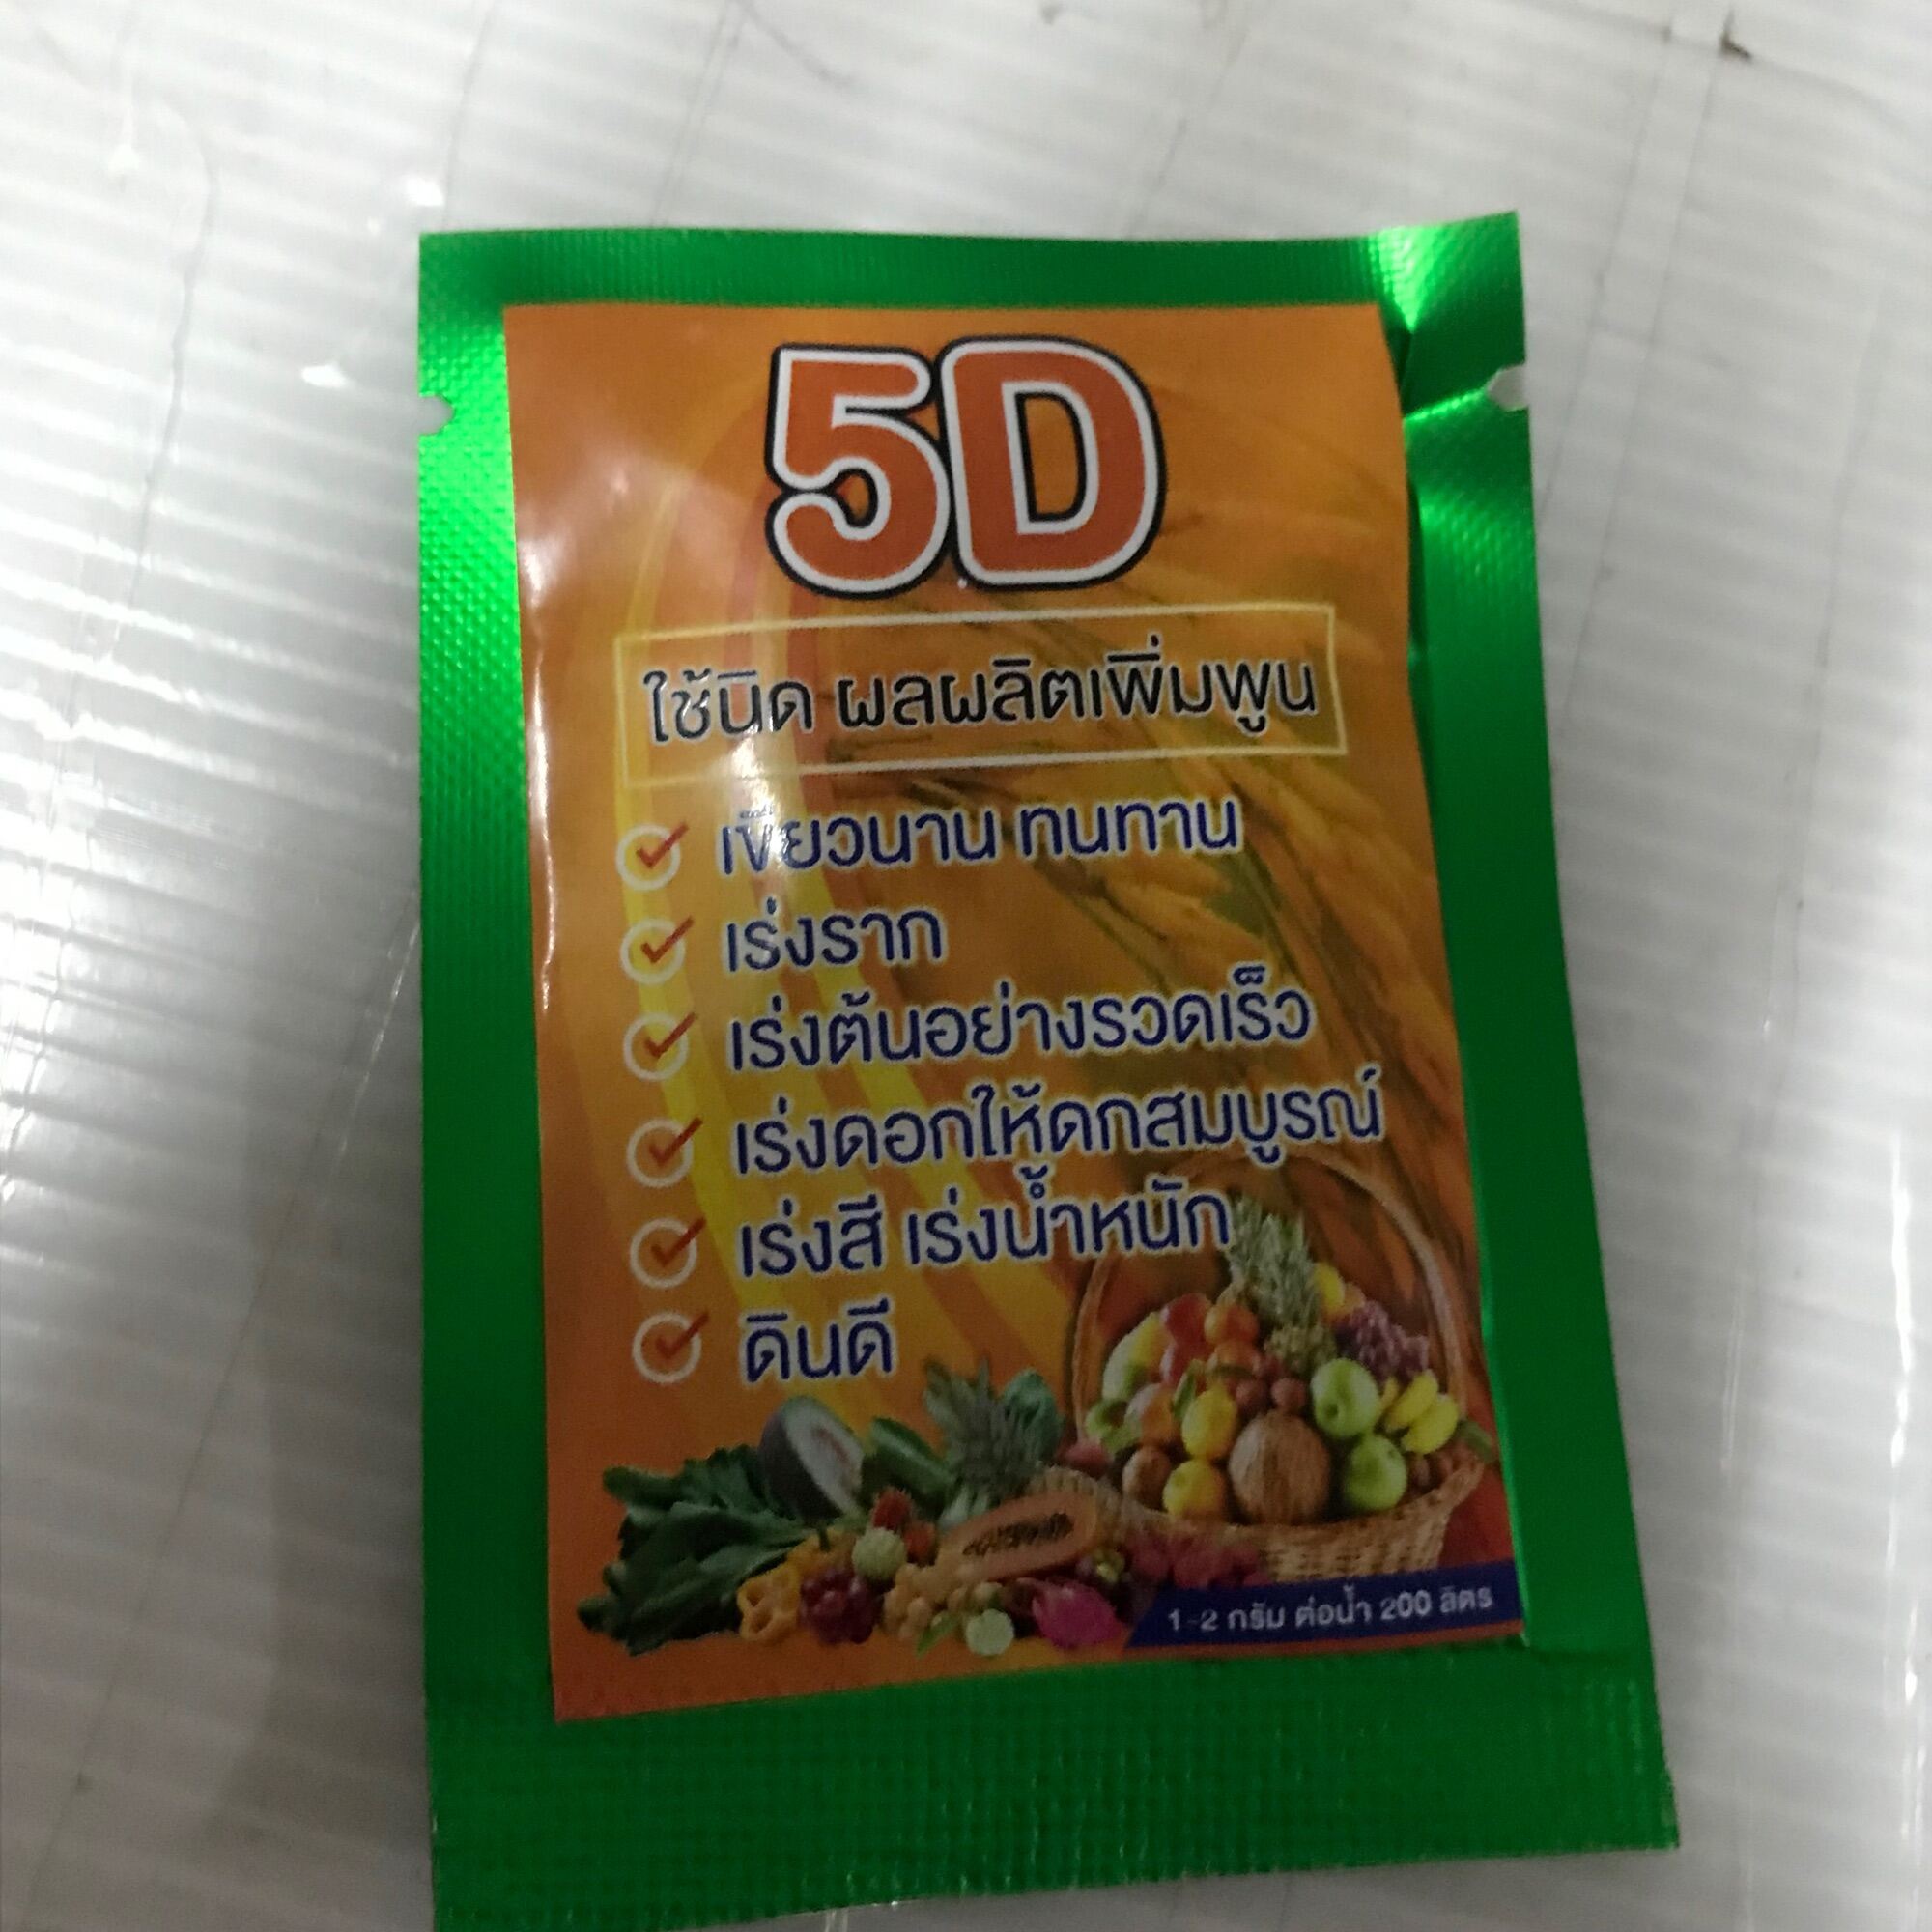 5D
ใช้นิด ผลผลิตเพิ่มพูน
เขียวนาน ทนทาน
เร่งราก
เร่งต้นอย่างรวดเร็ว
เร่งดอกให้ดกสมบูรณ์
เร่งสี เร่งน้ำหนัก
ดินดี
1-2 กรัม ต่อน้ำ 200 ลิตร